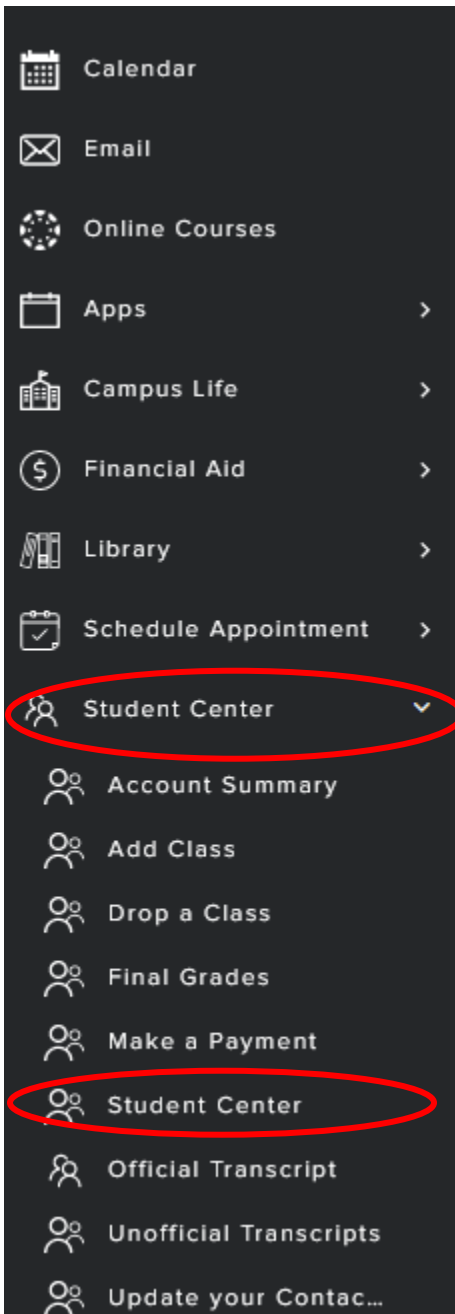 Calendar
Email
Online Courses
Apps
Campus Life
Financial Aid
Library
Schedule Appointment
Student Center
Account Summary
Add Class
Drop a Class
Final Grades
Make a Payment
Student Center
Official Transcript
Unofficial Transcripts
Update your Contac...